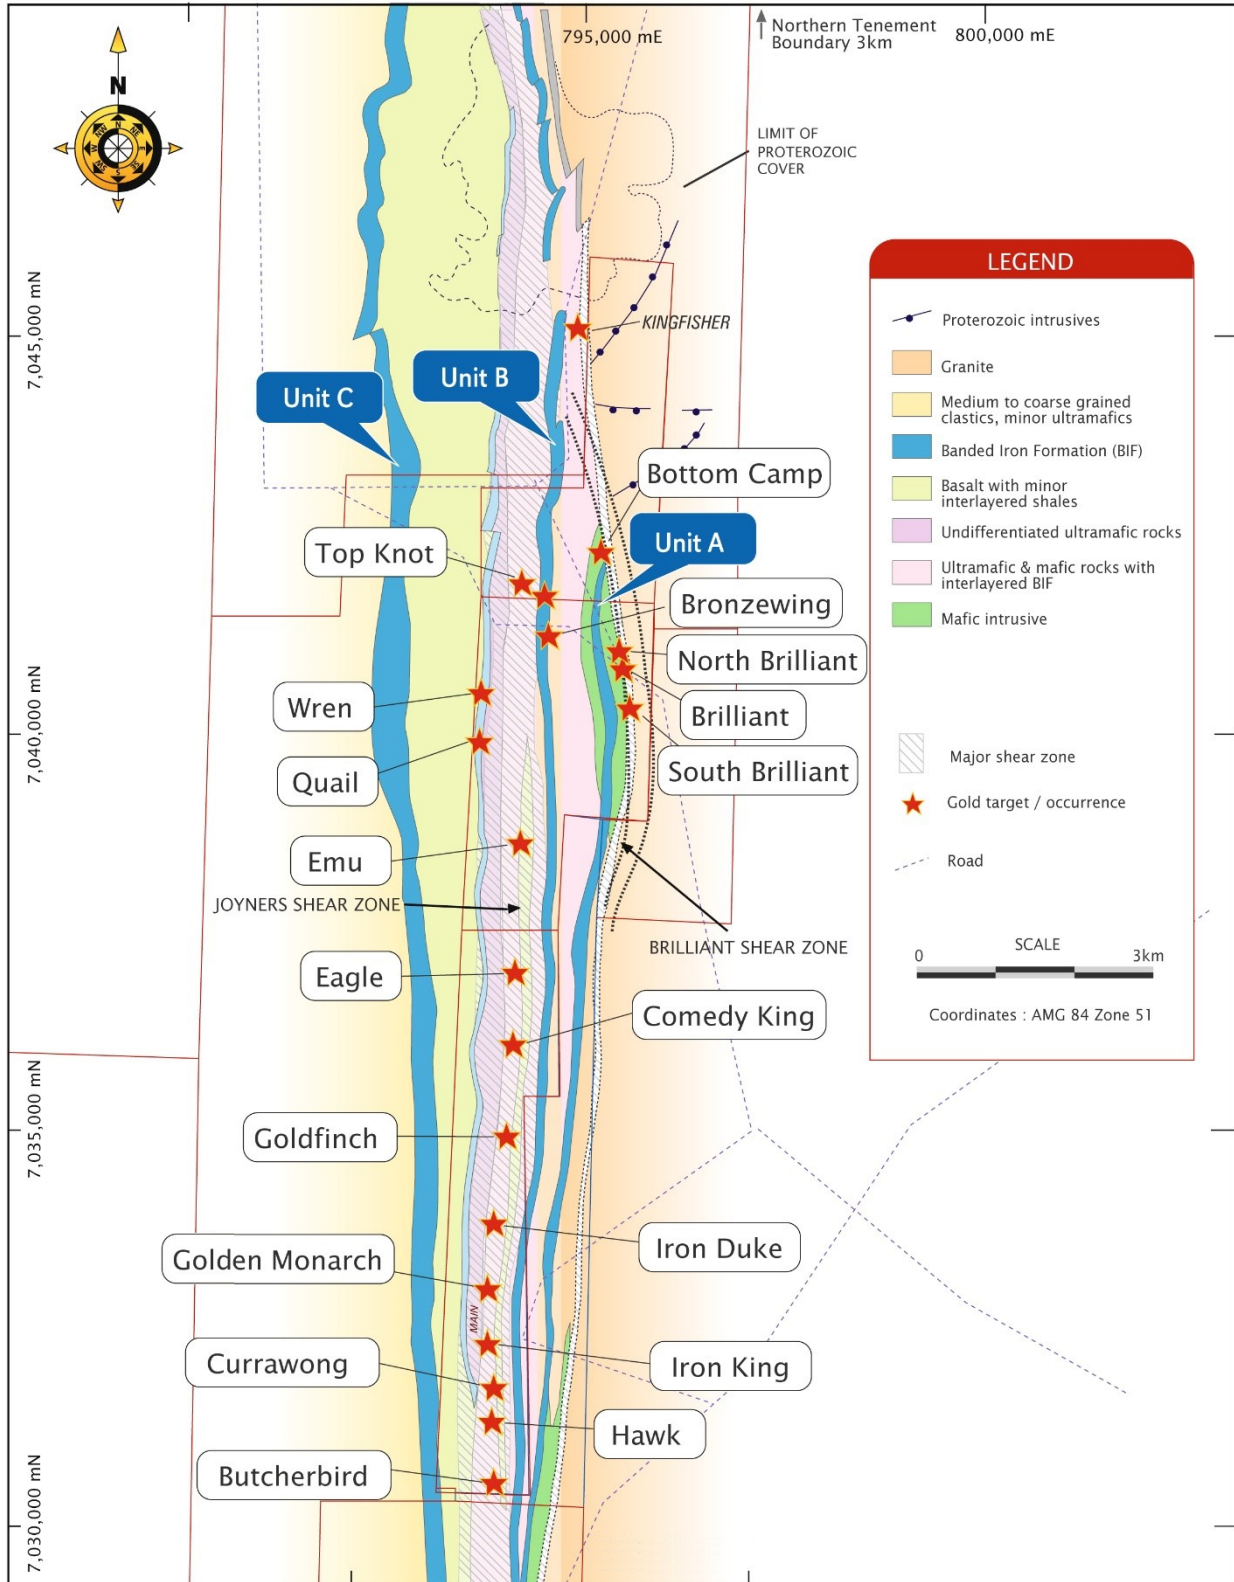 795,000 mE
Northern Tenement
Boundary 3km
800,000 mE
N
NE
E
SE
S
SW
W
NW
LIMIT OF
PROTEROZOIC
COVER
LEGEND
Proterozoic intrusives
Granite
Medium to coarse grained
clastics, minor ultramafics
Banded Iron Formation (BIF)
Basalt with minor
interlayered shales
Undifferentiated ultramafic rocks
Ultramafic & mafic rocks with
interlayered BIF
Mafic intrusive
Major shear zone
Gold target / occurrence
Road
SCALE
0 3km
Coordinates : AMG 84 Zone 51
7,045,000 mN
KINGFISHER
Unit C
Unit B
Bottom Camp
Unit A
Top Knot
Bronzewing
North Brilliant
Wren
Brilliant
7,040,000 mN
Quail
South Brilliant
Emu
JOYNERS SHEAR ZONE
BRILLIANT SHEAR ZONE
Eagle
Comedy King
7,035,000 mN
Goldfinch
Iron Duke
Golden Monarch
MAIN
Currawong
Iron King
Hawk
Butcherbird
7,030,000 mN